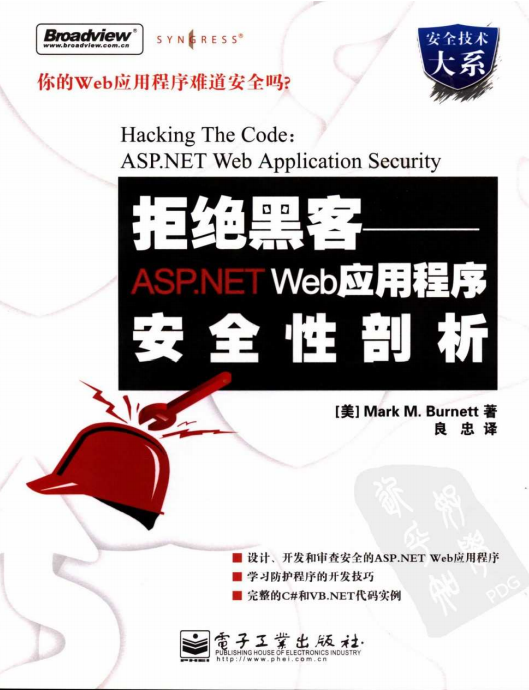 Broadview®
www.broadview.com.cn
SYNGRESS®
安全技术
大系
你的Web应用程序难道安全吗?
Hacking The Code:
ASP.NET Web Application Security
拒绝黑客——
ASP.NET Web应用程序
安全性剖析
[美] Mark M. Burnett 著
良 忠 译
■ 设计、开发和审查安全的ASP.NET Web应用程序
■ 学习防护程序的开发技巧
■ 完整的C#和VB.NET代码实例
PDG
电子工业出版社·
PUBLISHING HOUSE OF ELECTRONICS INDUSTRY
http://www.phei.com.cn